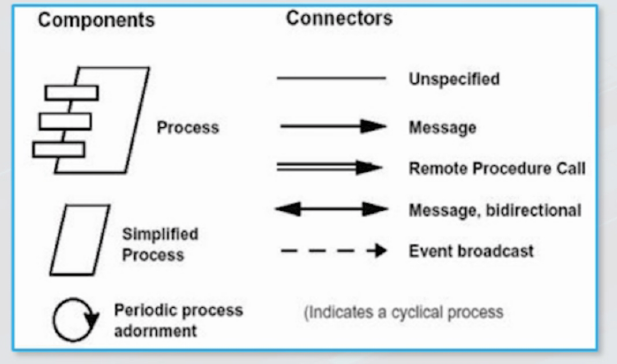 Components
Connectors
Process
Simplified
Process
Periodic process
adornment
Unspecified
Message
Remote Procedure Call
Message, bidirectional
Event broadcast
(Indicates a cyclical process